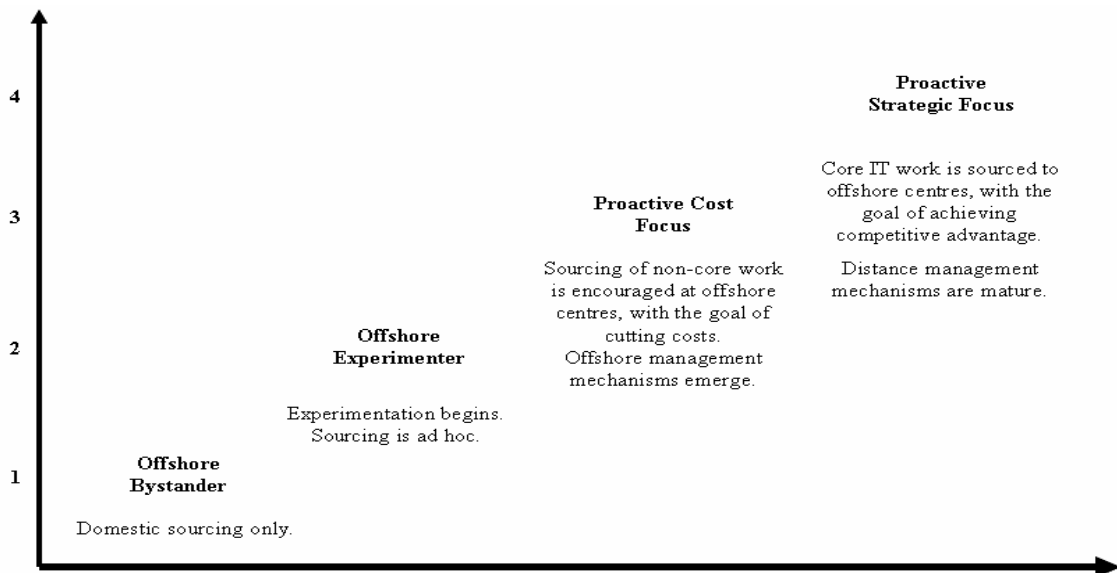 4
Proactive
Strategic Focus
Core IT work is sourced to
offshore centres, with the
goal of achieving
competitive advantage.
Distance management
mechanisms are mature.
3
Proactive Cost
Focus
Sourcing of non-core work
is encouraged at offshore
centres, with the goal of
cutting costs.
Offshore management
mechanisms emerge.
2
Offshore
Experimenter
Experimentation begins.
Sourcing is ad hoc.
1
Offshore
Bystander
Domestic sourcing only.